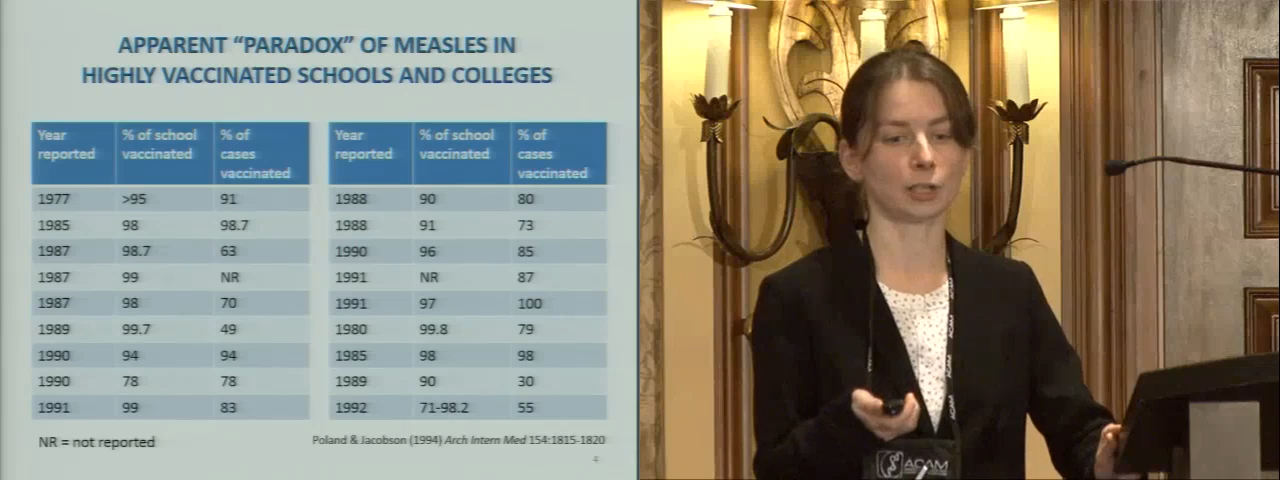 APPARENT “PARADOX” OF MEASLES IN
HIGHLY VACCINATED SCHOOLS AND COLLEGES
Year reported % of school vaccinated % of cases vaccinated
1977 >95 91
1985 98 98.7
1987 98.7 63
1987 99 NR
1987 98 70
1989 99.7 49
1990 94 94
1990 78 78
1991 99 83
Year reported % of school vaccinated % of cases vaccinated
1988 90 80
1988 91 73
1990 96 85
1991 NR 87
1991 97 100
1980 99.8 79
1985 98 98
1989 90 30
1992 71-98.2 55
NR = not reported
Poland & Jacobson (1994) Arch Intern Med 154:1815-1820
4
ACAM
ACAM
ACAM